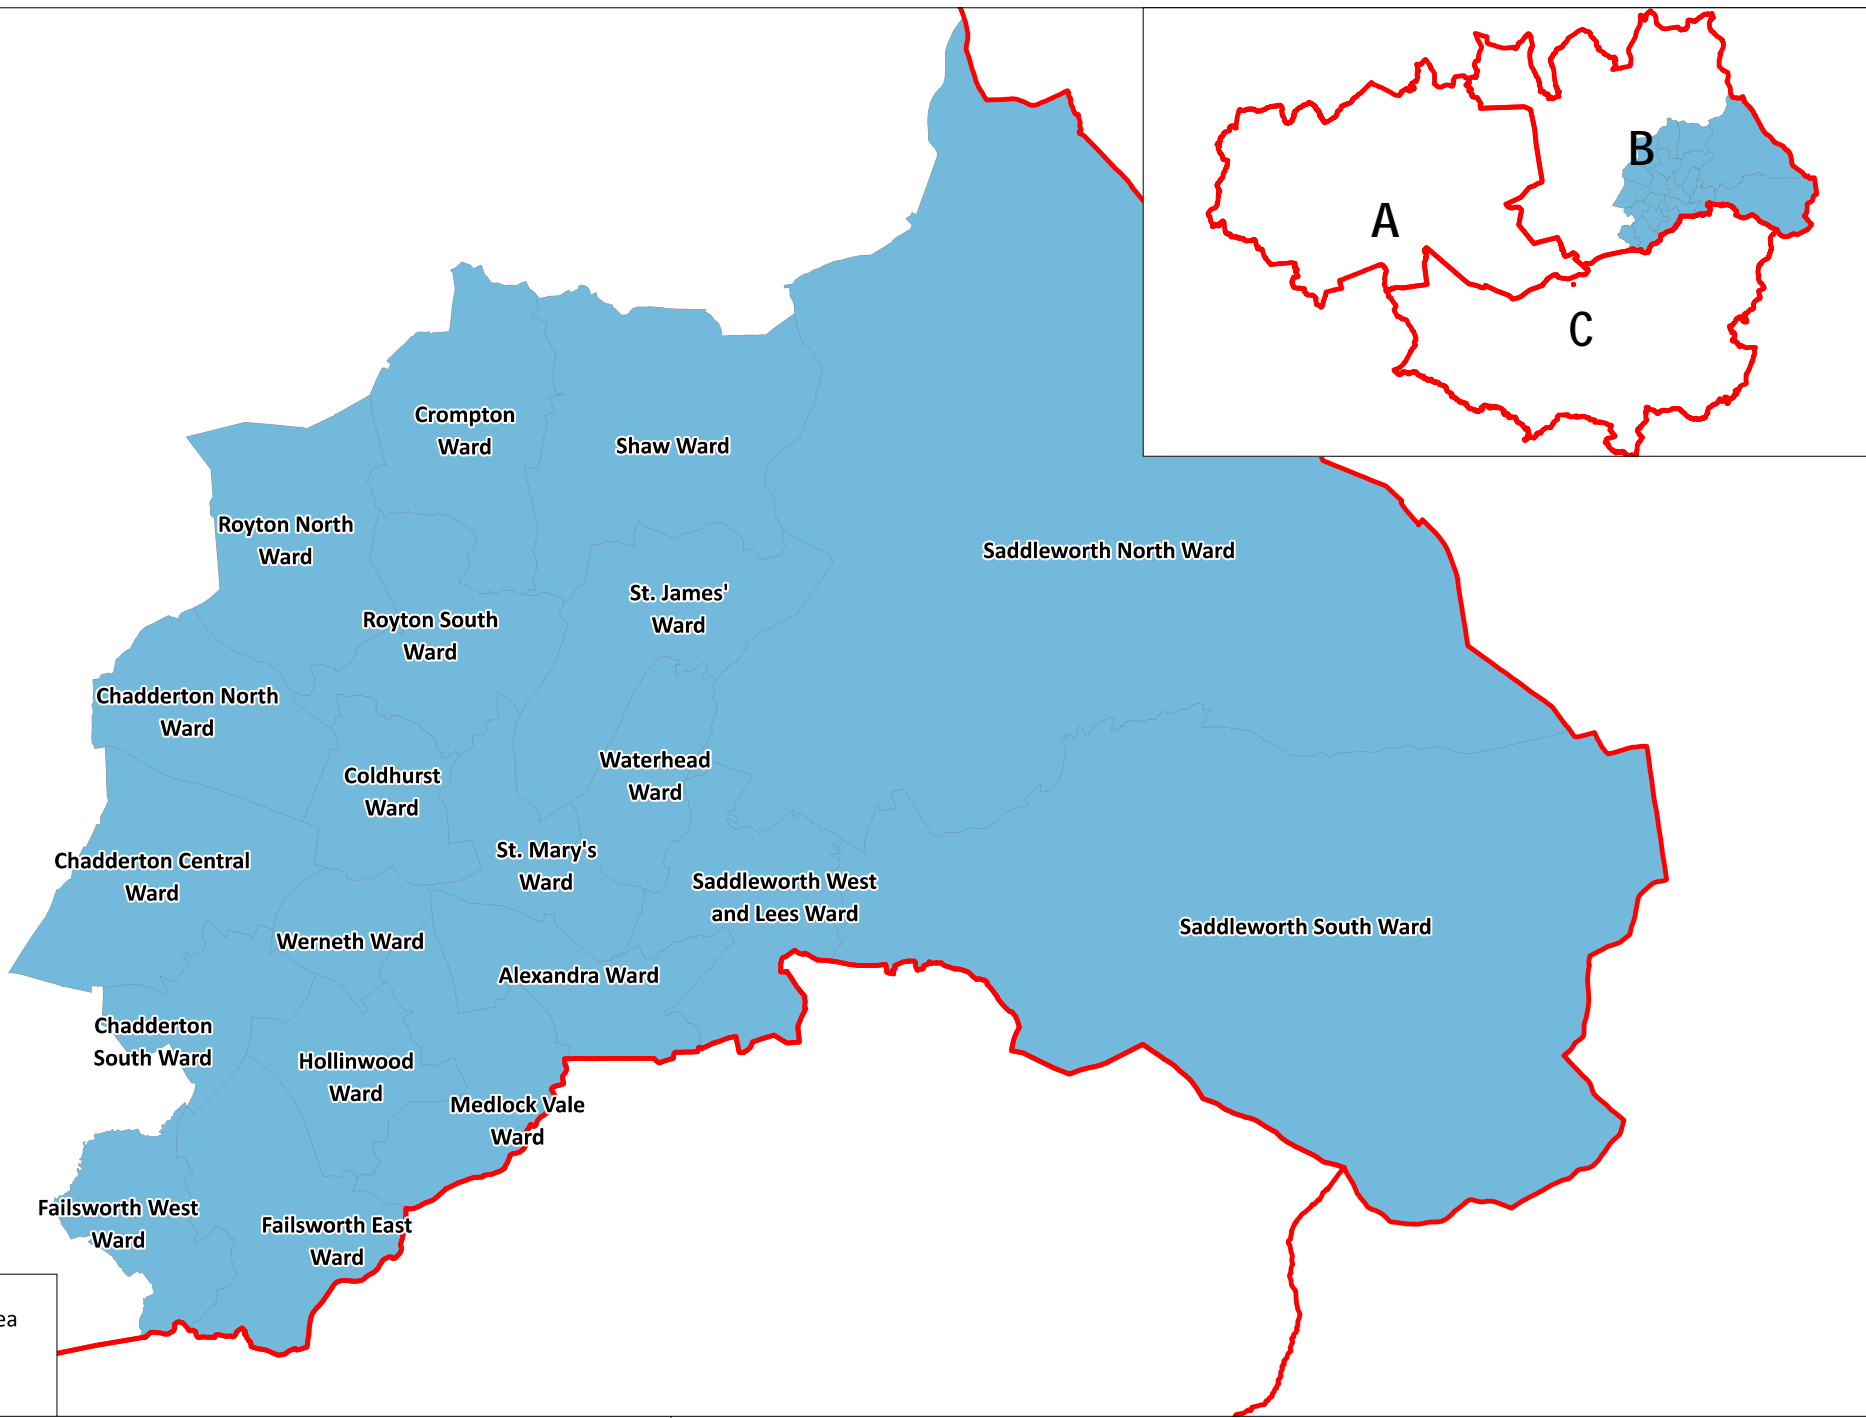 A
B
C
Crompton
Ward
Shaw Ward
Royton North
Ward
Saddleworth North Ward
St. James'
Ward
Royton South
Ward
Chadderton North
Ward
Coldhurst
Ward
Waterhead
Ward
Chadderton Central
Ward
St. Mary's
Ward
Saddleworth West
and Lees Ward
Saddleworth South Ward
Werneth Ward
Alexandra Ward
Chadderton
South Ward
Hollinwood
Ward
Medlock Vale
Ward
Failsworth West
Ward
Failsworth East
Ward
ea